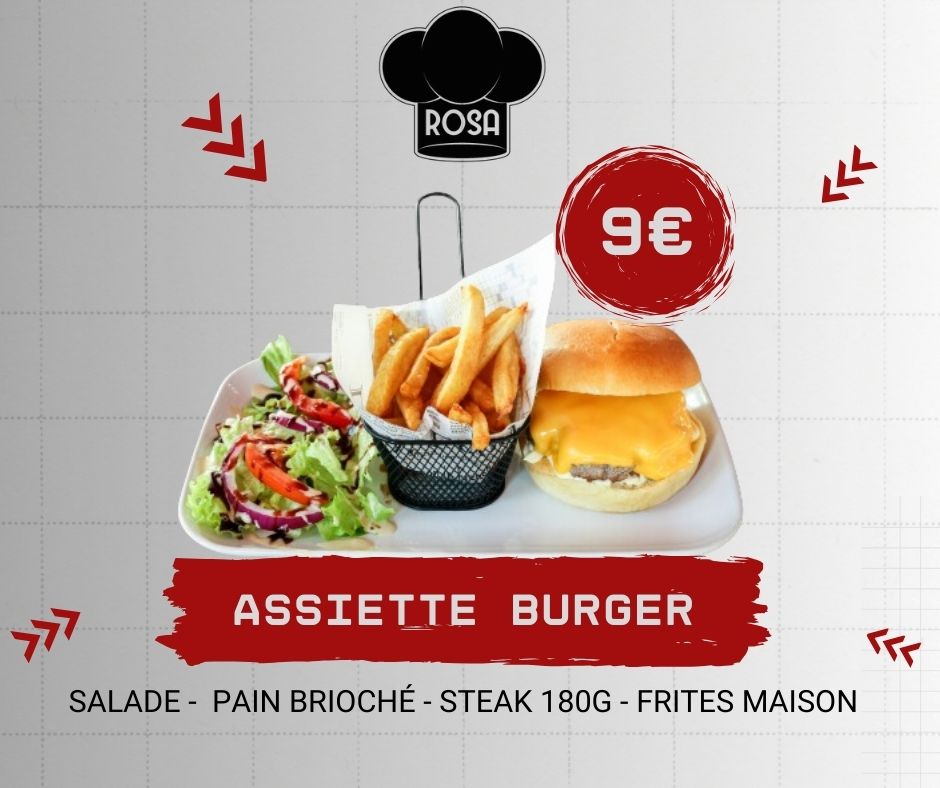 ROSA
9€
ASSIETTE BURGER
SALADE - PAIN BRIOCHÉ - STEAK 180G - FRITES MAISON